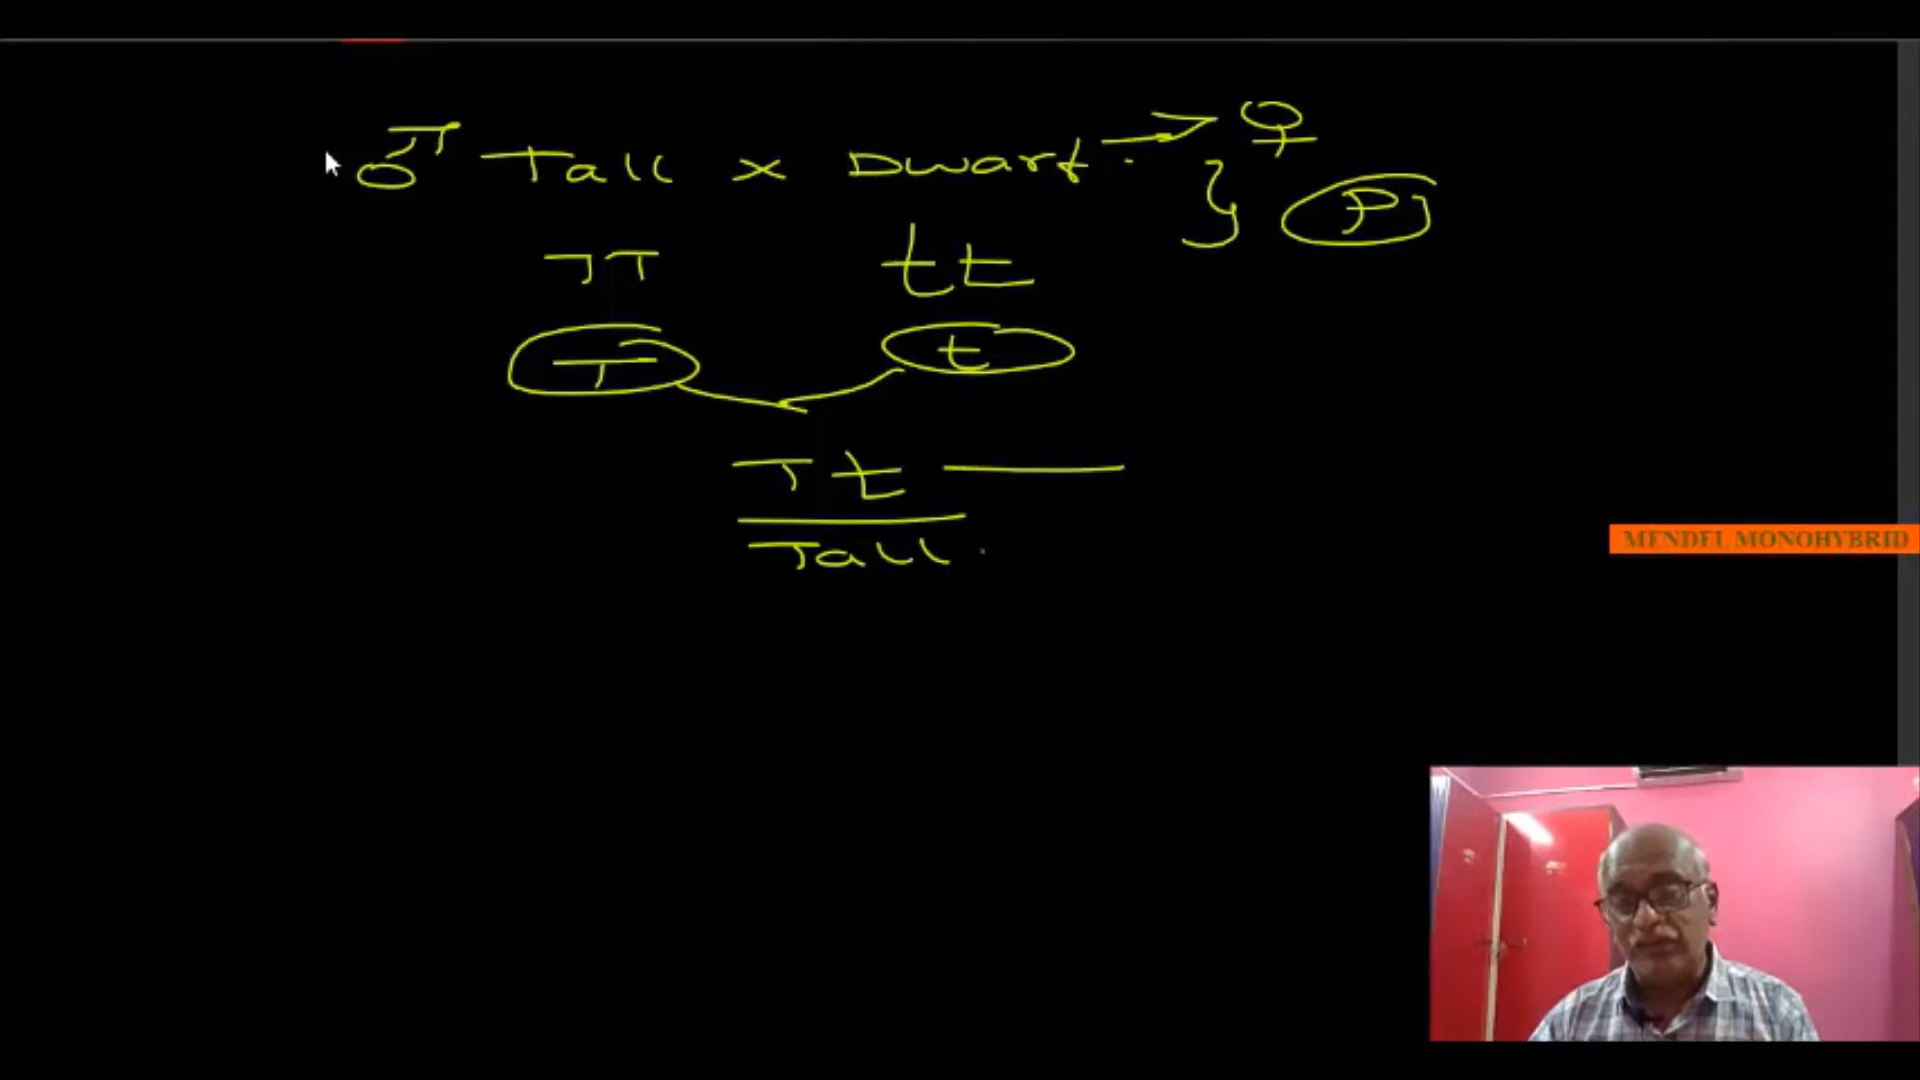 ♂ Tall x Dwarf. → ♀
} P
TT tt
T t
Tt
Tall.
MENDEL MONOHYBRID